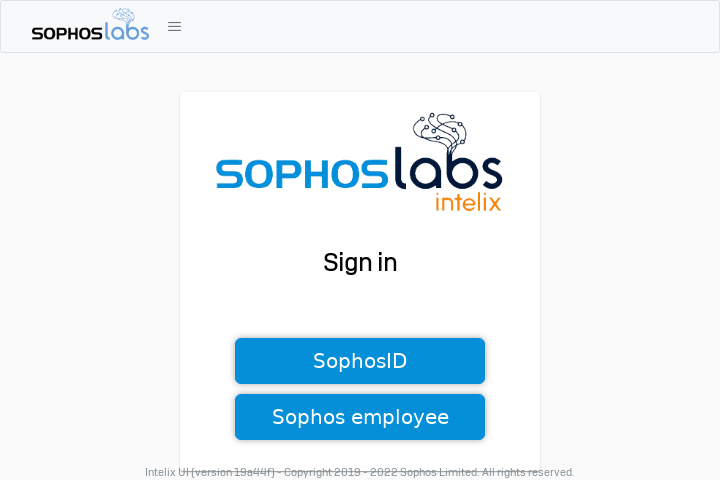 SOPHOSlabs
SOPHOSlabs
intelix
Sign in
SophosID
Sophos employee
Intelix UI (version 19a44f) - Copyright 2019 - 2022 Sophos Limited. All rights reserved.